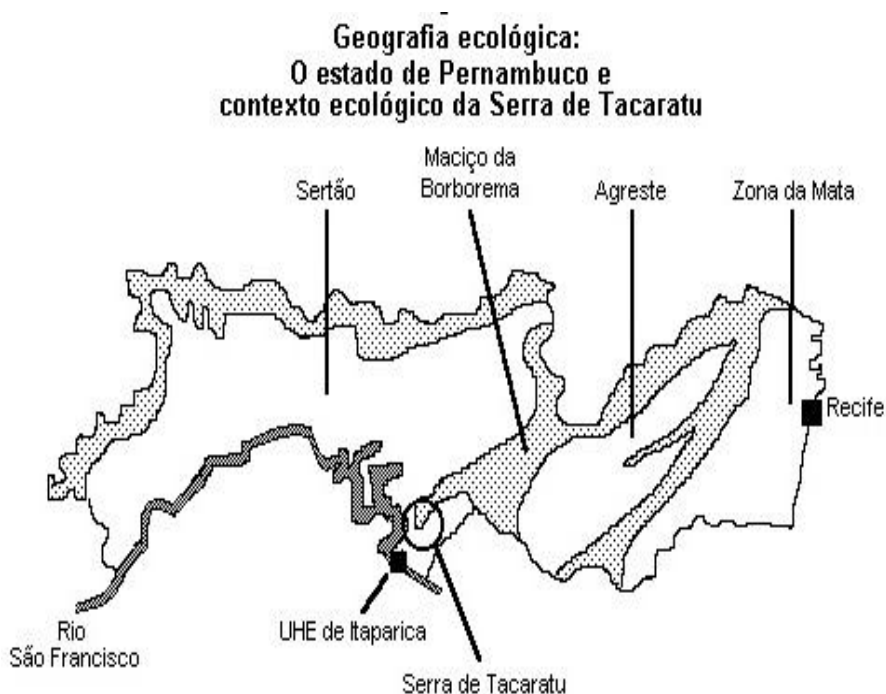 Geografia ecológica:
O estado de Pernambuco e
contexto ecológico da Serra de Tacaratu
Sertão
Maciço da
Borborema
Agreste
Zona da Mata
Recife
Rio
São Francisco
UHE de Itaparica
Serra de Tacaratu